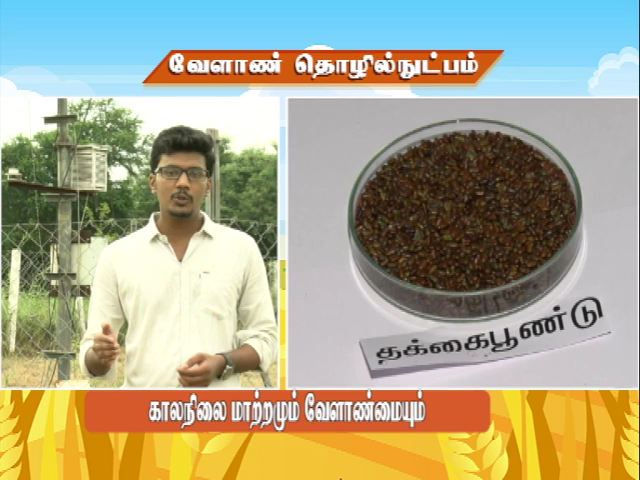 வேளாண் தொழில்நுட்பம்
தக்கைபூண்டு
காலநிலை மாற்றமும் வேளாண்மையும்